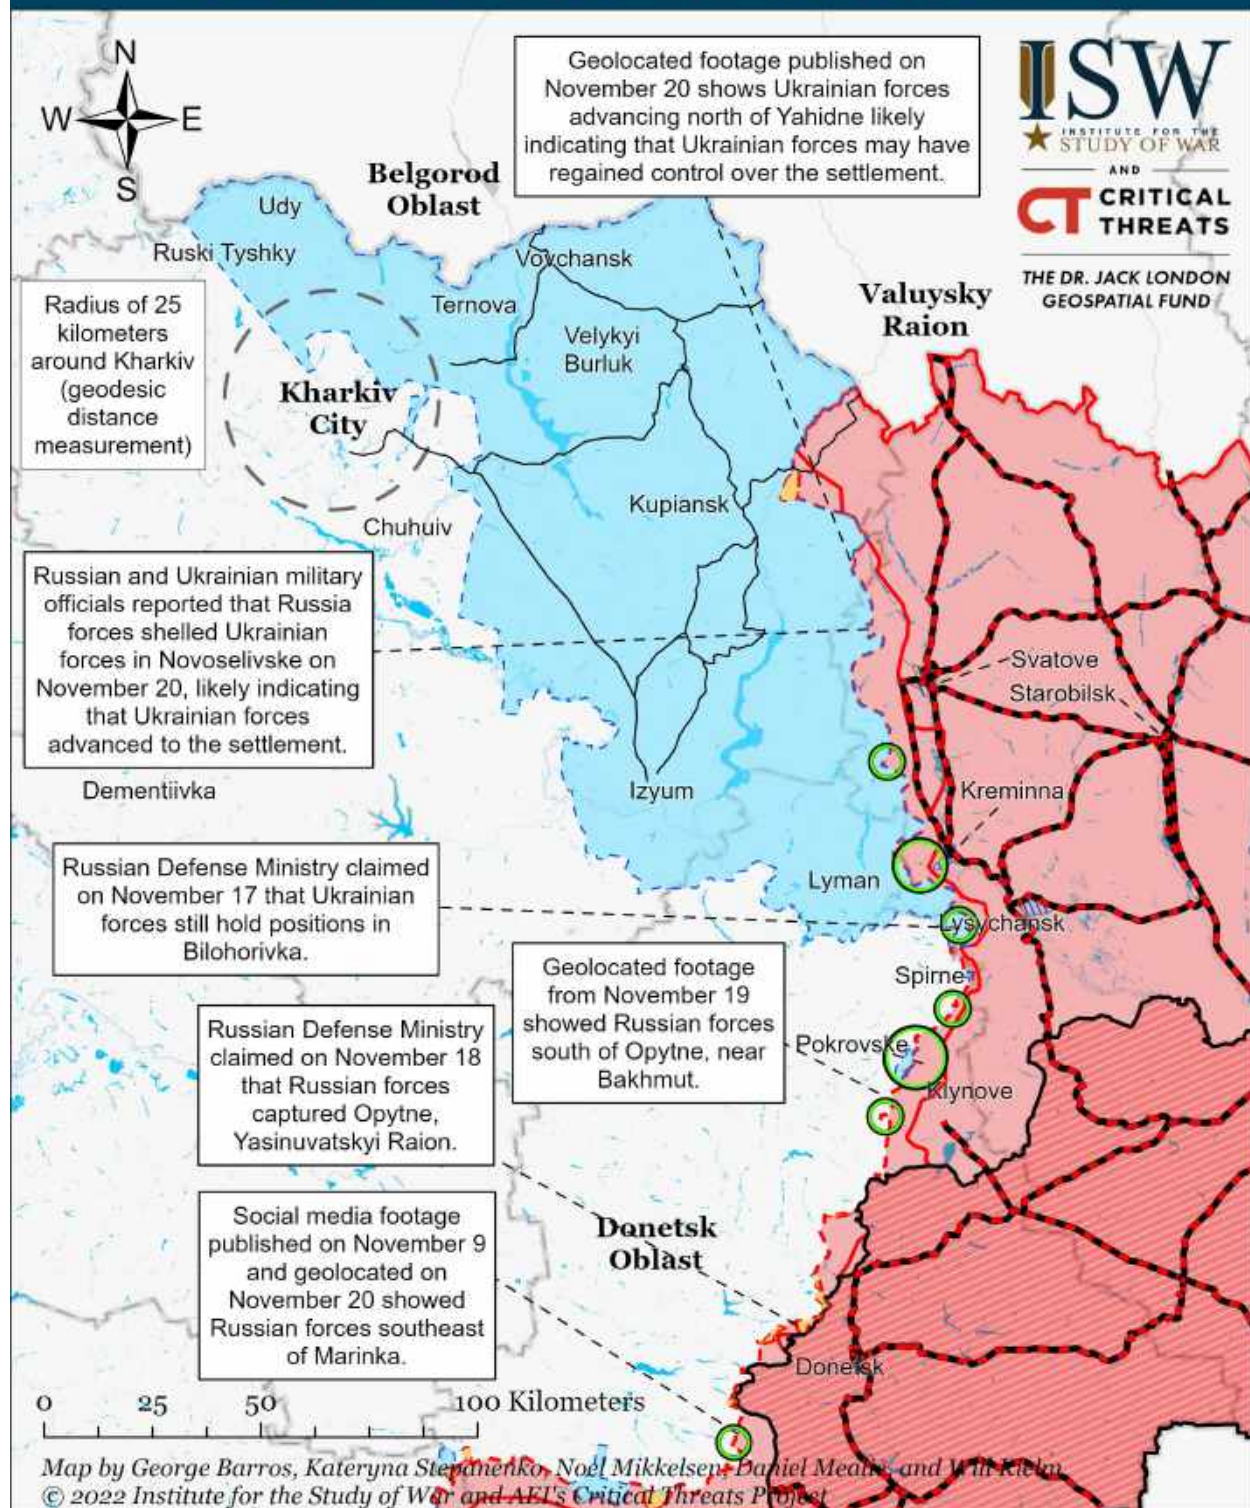 N
W E
S
Geolocated footage published on
November 20 shows Ukrainian forces
advancing north of Yahidne likely
indicating that Ukrainian forces may have
regained control over the settlement.
ISW
INSTITUTE FOR THE
STUDY OF WAR
AND
CT CRITICAL
THREATS
THE DR. JACK LONDON
GEOSPATIAL FUND
Belgorod
Oblast
Udy
Ruski Tyshky
Vovchansk
Ternova
Valuysky
Raion
Radius of 25
kilometers
around Kharkiv
(geodesic
distance
measurement)
Velykyi
Burluk
Kharkiv
City
Kupiansk
Chuhuiv
Russian and Ukrainian military
officials reported that Russia
forces shelled Ukrainian
forces in Novoselivske on
November 20, likely indicating
that Ukrainian forces
advanced to the settlement.
Svatove
Starobilsk
Dementiivka
Izyum
Kreminna
Russian Defense Ministry claimed
on November 17 that Ukrainian
forces still hold positions in
Bilohorivka.
Lyman
Lysychansk
Spirne
Geolocated footage
from November 19
showed Russian forces
south of Opytne, near
Bakhmut.
Pokrovske
Klynove
Russian Defense Ministry
claimed on November 18
that Russian forces
captured Opytne,
Yasinuvatskyi Raion.
Donetsk
Oblast
Social media footage
published on November 9
and geolocated on
November 20 showed
Russian forces southeast
of Marinka.
Donetsk
0 25 50 100 Kilometers
Map by George Barros, Kateryna Stepanenko, Noel Mikkelsen, Daniel Mealie, and Will Kielm
© 2022 Institute for the Study of War and AEI's Critical Threats Project